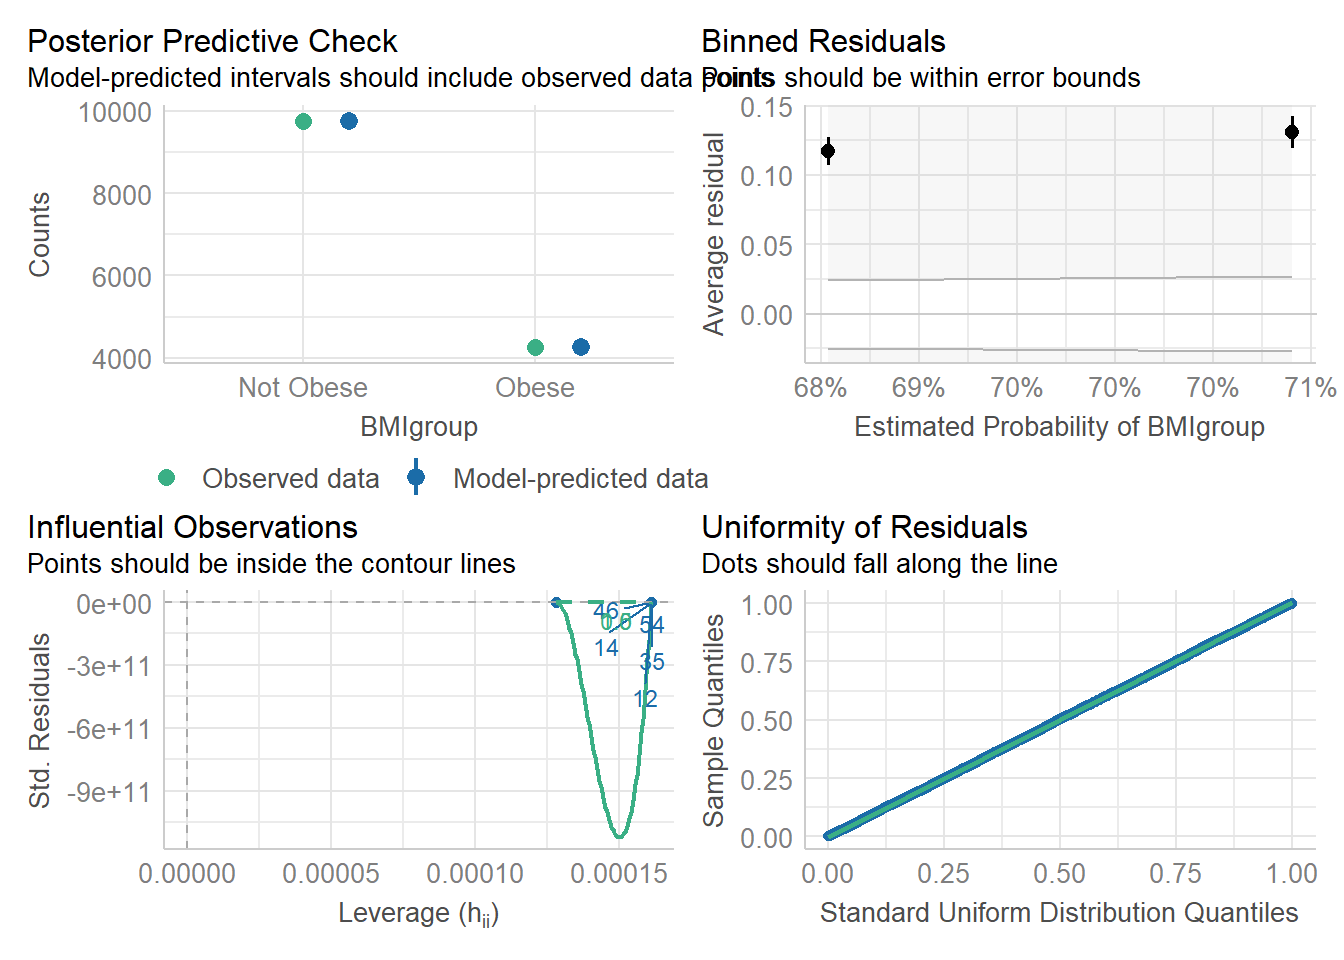 Posterior Predictive Check
Model-predicted intervals should include observed data points
10000
8000
6000
4000
Counts
Not Obese
Obese
BMIgroup
Observed data
Model-predicted data
Binned Residuals
Points should be within error bounds
0.15
0.10
0.05
0.00
Average residual
68%
69%
70%
70%
70%
71%
Estimated Probability of BMIgroup
Influential Observations
Points should be inside the contour lines
0e+00
-3e+11
-6e+11
-9e+11
Std. Residuals
46
54
14
35
12
0.00000
0.00005
0.00010
0.00015
Leverage (hii)
Uniformity of Residuals
Dots should fall along the line
1.00
0.75
0.50
0.25
0.00
Sample Quantiles
0.00
0.25
0.50
0.75
1.00
Standard Uniform Distribution Quantiles